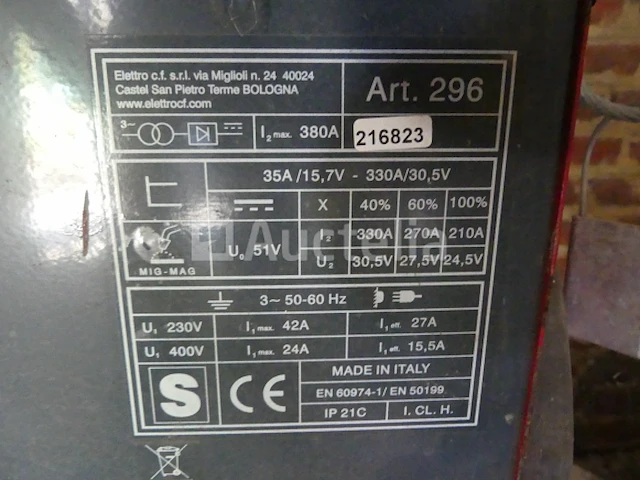 Elettro c.f. s.r.l. via Miglioli n. 24 40024
Castel San Pietro Terme BOLOGNA
www.elettrocf.com
Art. 296
3~ I2 max. 380A
216823
35A/15,7V - 330A/30,5V
X 40% 60% 100%
U0 51V
I2 330A 270A 210A
U2 30,5V 27,5V 24,5V
MIG-MAG
Auctelia
3~ 50-60 Hz
U1 230V I1 max. 42A I1 eff. 27A
U1 400V I1 max. 24A I1 eff. 15,5A
S CE
MADE IN ITALY
EN 60974-1/ EN 50199
IP 21C I. CL. H.